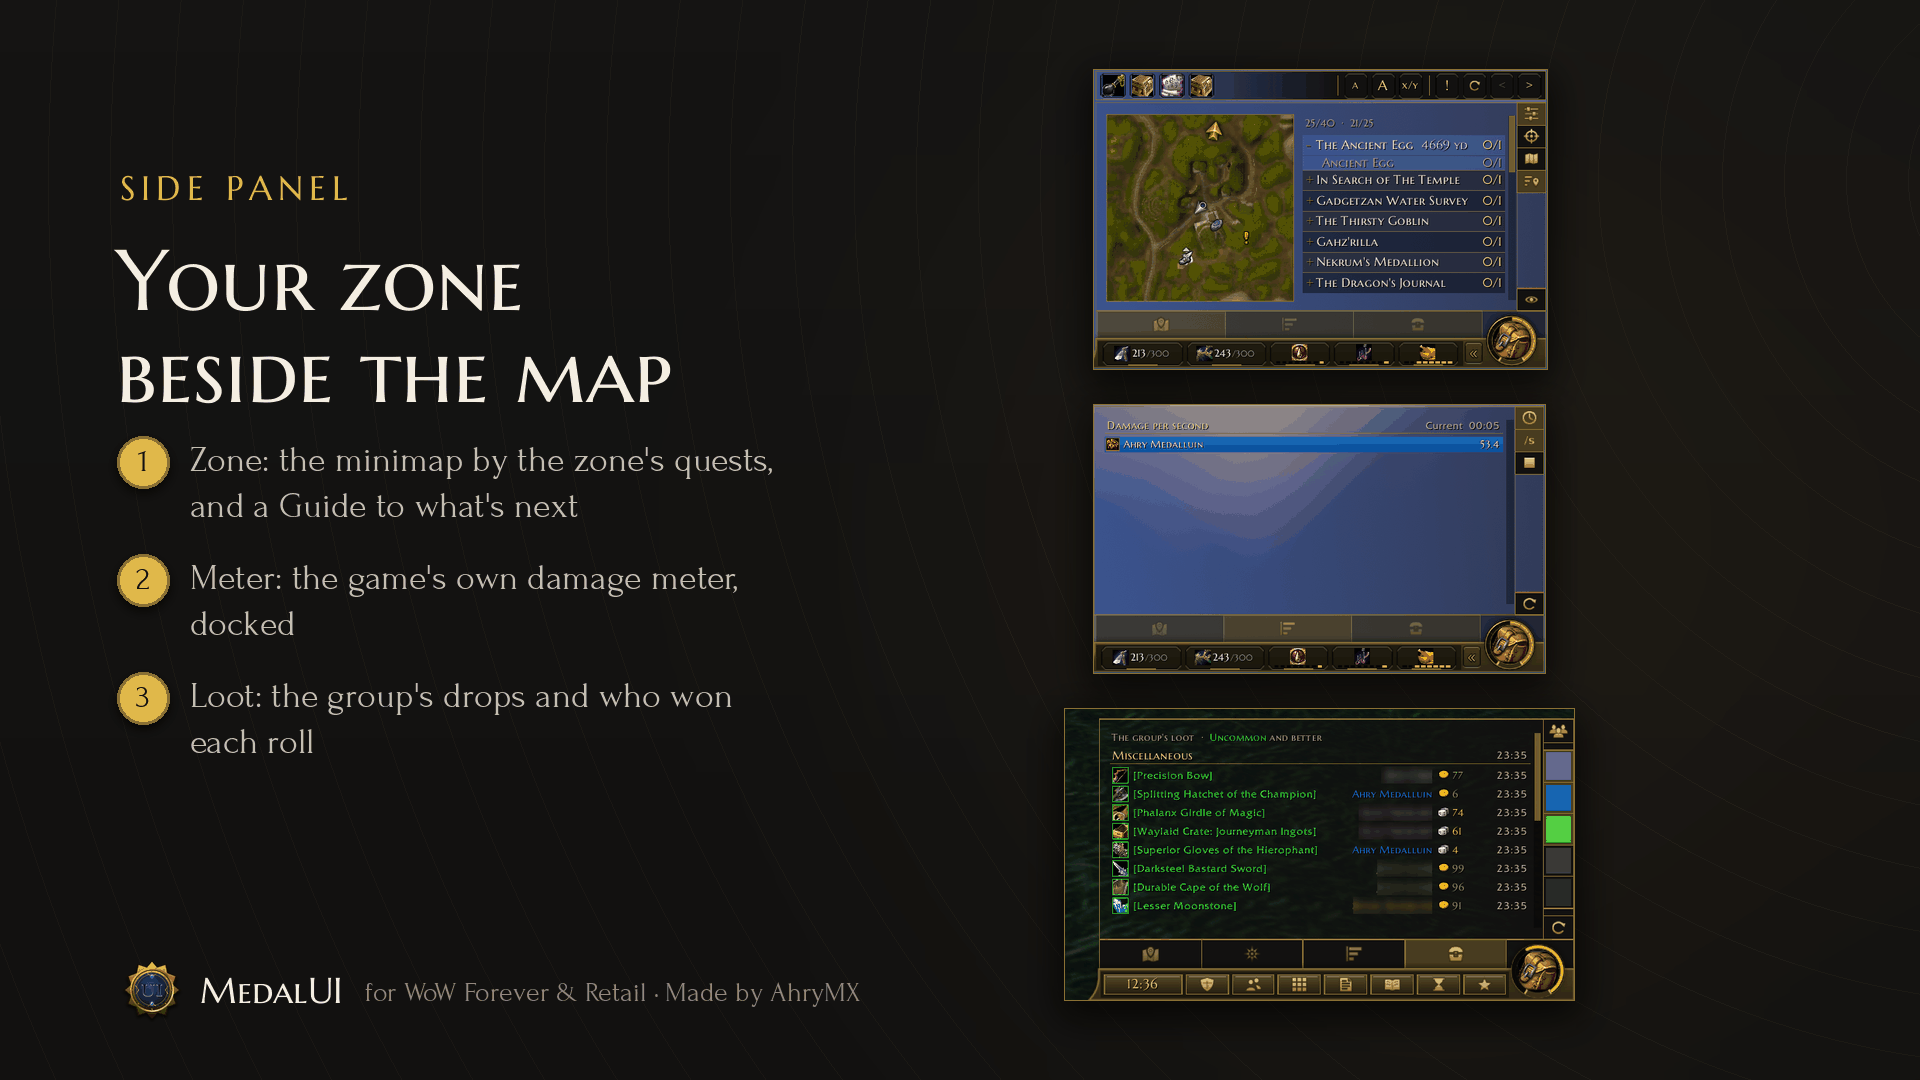 SIDE PANEL
YOUR ZONE
BESIDE THE MAP
1 Zone: the minimap by the zone's quests,
and a Guide to what's next
2 Meter: the game's own damage meter,
docked
3 Loot: the group's drops and who won
each roll
MEDALUI for WoW Forever & Retail · Made by AhryMX
A A X/Y ! < >
25/40 · 21/25
- THE ANCIENT EGG 4669 YD 0/1
ANCIENT EGG 0/1
+ IN SEARCH OF THE TEMPLE 0/1
+ GADGETZAN WATER SURVEY 0/1
+ THE THIRSTY GOBLIN 0/1
+ GAHZ'RILLA 0/1
+ NEKRUM'S MEDALLION 0/1
+ THE DRAGON'S JOURNAL 0/1
213/300 243/300 «
DAMAGE PER SECOND Current 00:05
/s
AHRY MEDALLUIN 53.4
213/300 243/300 «
THE GROUP'S LOOT · UNCOMMON AND BETTER
MISCELLANEOUS 23:35
[Precision Bow] 77 23:35
[Splitting Hatchet of the Champion] AHRY MEDALLUIN 6 23:35
[Phalanx Girdle of Magic] 74 23:35
[Waylaid Crate: Journeyman Ingots] 61 23:35
[Superior Gloves of the Hierophant] AHRY MEDALLUIN 4 23:35
[Darksteel Bastard Sword] 99 23:35
[Durable Cape of the Wolf] 96 23:35
[Lesser Moonstone] 91 23:35
12:36